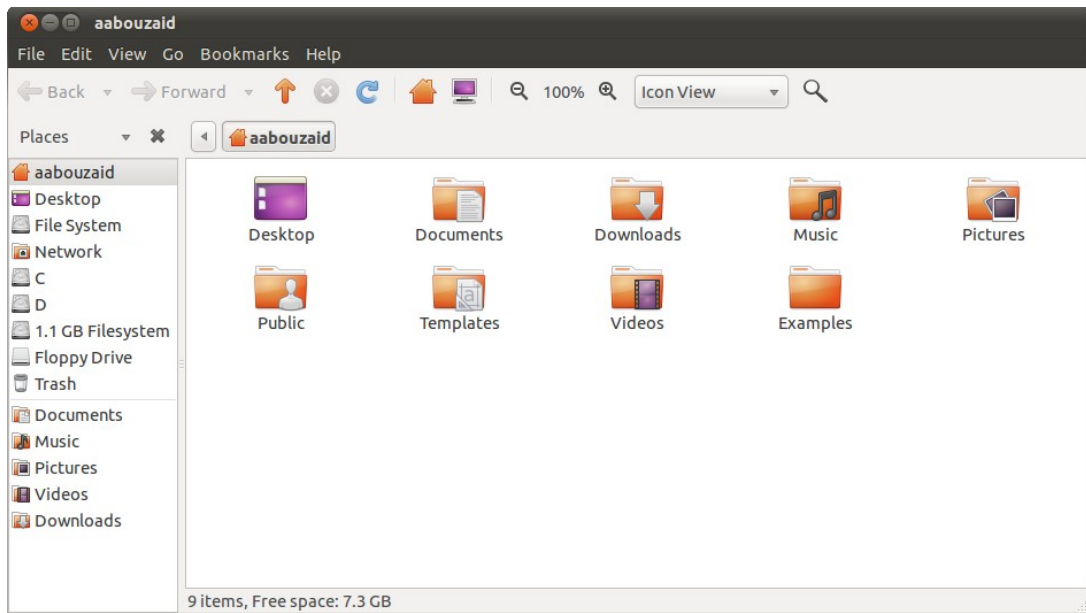 aabouzaid
File Edit View Go Bookmarks Help
Back Forward 100% Icon View
Places
aabouzaid
aabouzaid
Desktop
File System
Network
C
D
1.1 GB Filesystem
Floppy Drive
Trash
Documents
Music
Pictures
Videos
Downloads
Desktop Documents Downloads Music Pictures
Public Templates Videos Examples
9 items, Free space: 7.3 GB